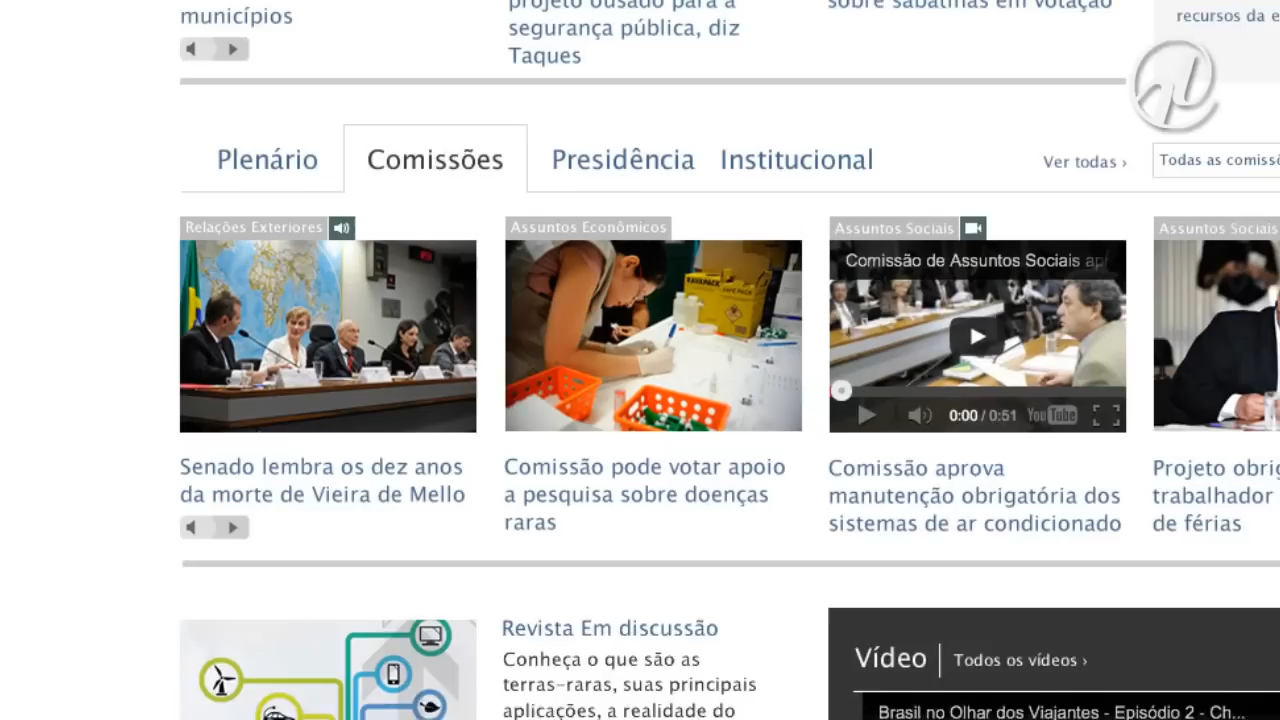 municípios
projeto ousado para a
segurança pública, diz
Taques
sobre sabatinas em votação
recursos da e
Plenário
Comissões
Presidência
Institucional
Ver todas ›
Todas as comissõ
Relações Exteriores
Assuntos Econômicos
Assuntos Sociais
Assuntos Sociais
Comissão de Assuntos Sociais ap
0:00 / 0:51
YouTube
Senado lembra os dez anos
da morte de Vieira de Mello
Comissão pode votar apoio
a pesquisa sobre doenças
raras
Comissão aprova
manutenção obrigatória dos
sistemas de ar condicionado
Projeto obrig
trabalhador
de férias
Revista Em discussão
Conheça o que são as
terras-raras, suas principais
aplicações, a realidade do
Vídeo
Todos os vídeos ›
Brasil no Olhar dos Viajantes - Episódio 2 - Ch...